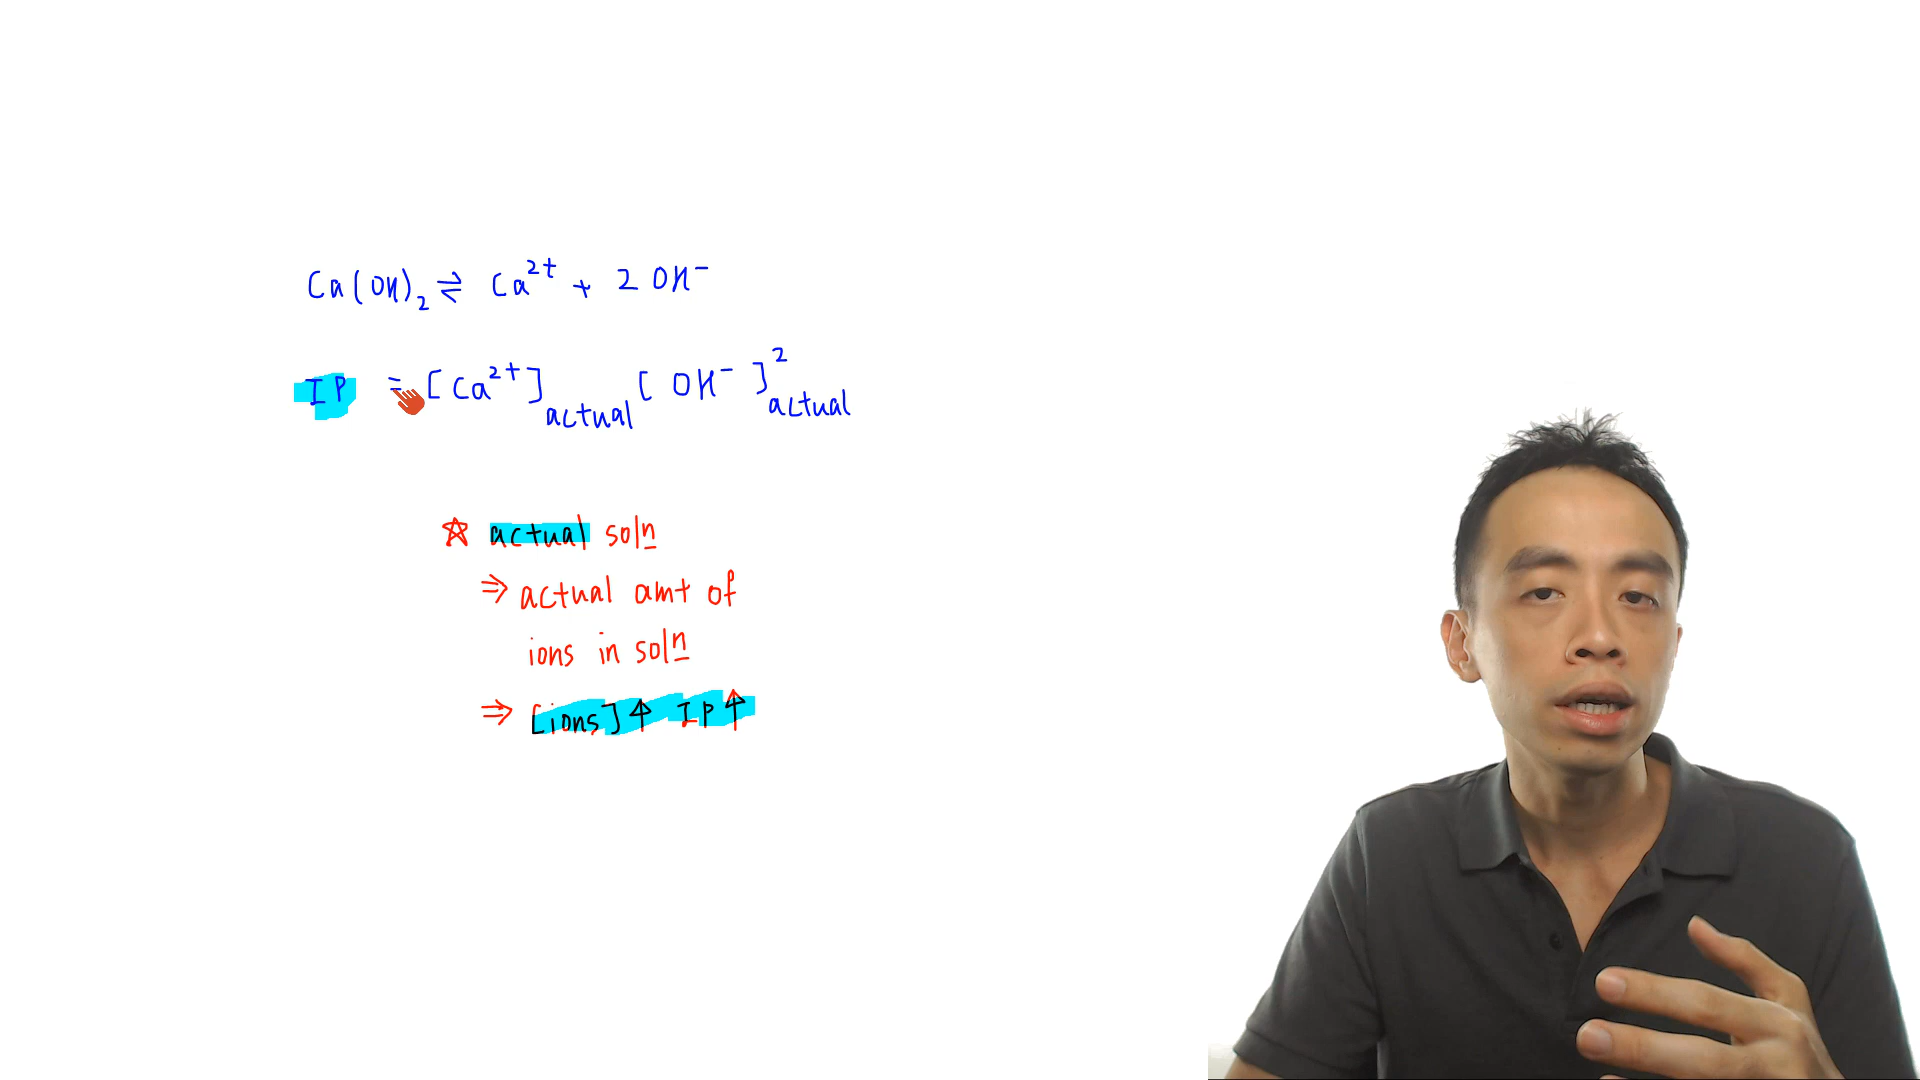 Ca(OH)₂ ⇌ Ca²⁺ + 2 OH⁻
IP = [Ca²⁺]actual [OH⁻]²actual
☆ actual soln
⇒ actual amt of
ions in soln
⇒ [ions]↑ IP↑